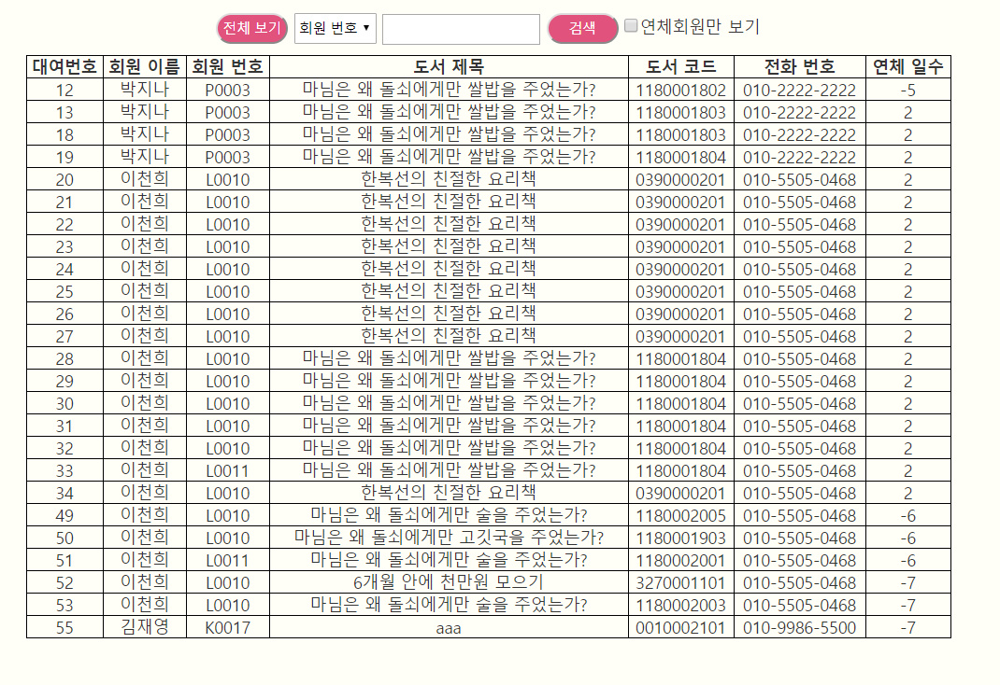 전체 보기 회원 번호 ▼ 검색 연체회원만 보기
대여번호 회원 이름 회원 번호 도서 제목 도서 코드 전화 번호 연체 일수
12 박지나 P0003 마님은 왜 돌쇠에게만 쌀밥을 주었는가? 1180001802 010-2222-2222 -5
13 박지나 P0003 마님은 왜 돌쇠에게만 쌀밥을 주었는가? 1180001803 010-2222-2222 2
18 박지나 P0003 마님은 왜 돌쇠에게만 쌀밥을 주었는가? 1180001803 010-2222-2222 2
19 박지나 P0003 마님은 왜 돌쇠에게만 쌀밥을 주었는가? 1180001804 010-2222-2222 2
20 이천희 L0010 한복선의 친절한 요리책 0390000201 010-5505-0468 2
21 이천희 L0010 한복선의 친절한 요리책 0390000201 010-5505-0468 2
22 이천희 L0010 한복선의 친절한 요리책 0390000201 010-5505-0468 2
23 이천희 L0010 한복선의 친절한 요리책 0390000201 010-5505-0468 2
24 이천희 L0010 한복선의 친절한 요리책 0390000201 010-5505-0468 2
25 이천희 L0010 한복선의 친절한 요리책 0390000201 010-5505-0468 2
26 이천희 L0010 한복선의 친절한 요리책 0390000201 010-5505-0468 2
27 이천희 L0010 한복선의 친절한 요리책 0390000201 010-5505-0468 2
28 이천희 L0010 마님은 왜 돌쇠에게만 쌀밥을 주었는가? 1180001804 010-5505-0468 2
29 이천희 L0010 마님은 왜 돌쇠에게만 쌀밥을 주었는가? 1180001804 010-5505-0468 2
30 이천희 L0010 마님은 왜 돌쇠에게만 쌀밥을 주었는가? 1180001804 010-5505-0468 2
31 이천희 L0010 마님은 왜 돌쇠에게만 쌀밥을 주었는가? 1180001804 010-5505-0468 2
32 이천희 L0010 마님은 왜 돌쇠에게만 쌀밥을 주었는가? 1180001804 010-5505-0468 2
33 이천희 L0011 마님은 왜 돌쇠에게만 쌀밥을 주었는가? 1180001804 010-5505-0468 2
34 이천희 L0010 한복선의 친절한 요리책 0390000201 010-5505-0468 2
49 이천희 L0010 마님은 왜 돌쇠에게만 술을 주었는가? 1180002005 010-5505-0468 -6
50 이천희 L0010 마님은 왜 돌쇠에게만 고깃국을 주었는가? 1180001903 010-5505-0468 -6
51 이천희 L0011 마님은 왜 돌쇠에게만 술을 주었는가? 1180002001 010-5505-0468 -6
52 이천희 L0010 6개월 안에 천만원 모으기 3270001101 010-5505-0468 -7
53 이천희 L0010 마님은 왜 돌쇠에게만 술을 주었는가? 1180002003 010-5505-0468 -7
55 김재영 K0017 aaa 0010002101 010-9986-5500 -7